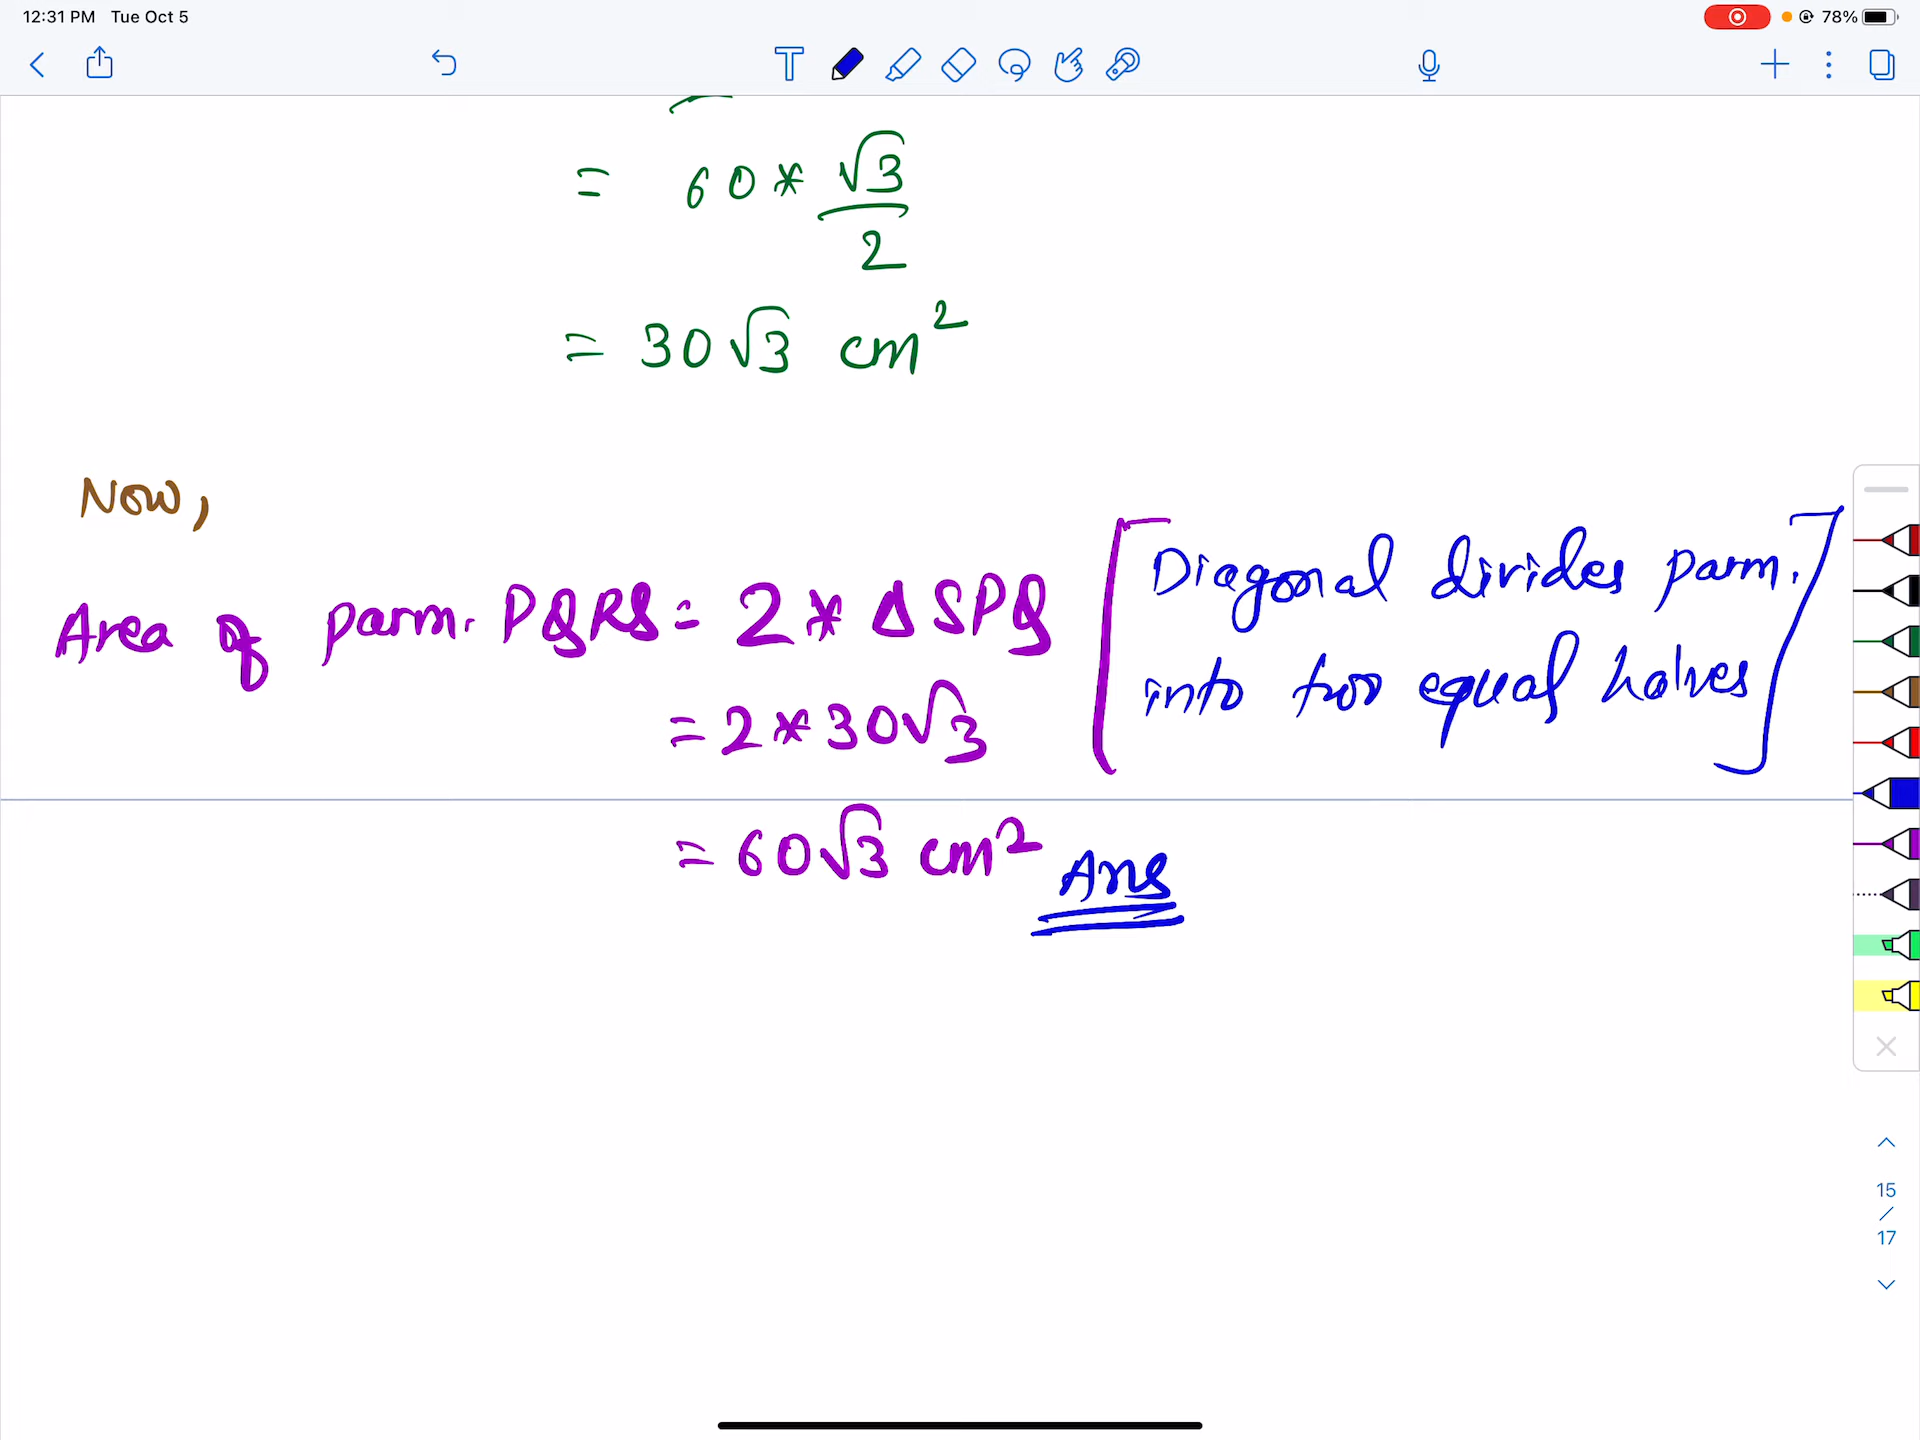 12:31 PM Tue Oct 5
78%
T
= 60 * √3/2
= 30√3 cm²
Now,
Area of parm. PQRS = 2 * Δ SPQ [Diagonal divides parm. into two equal halves]
= 2 * 30√3
= 60√3 cm² Ans
15
/
17